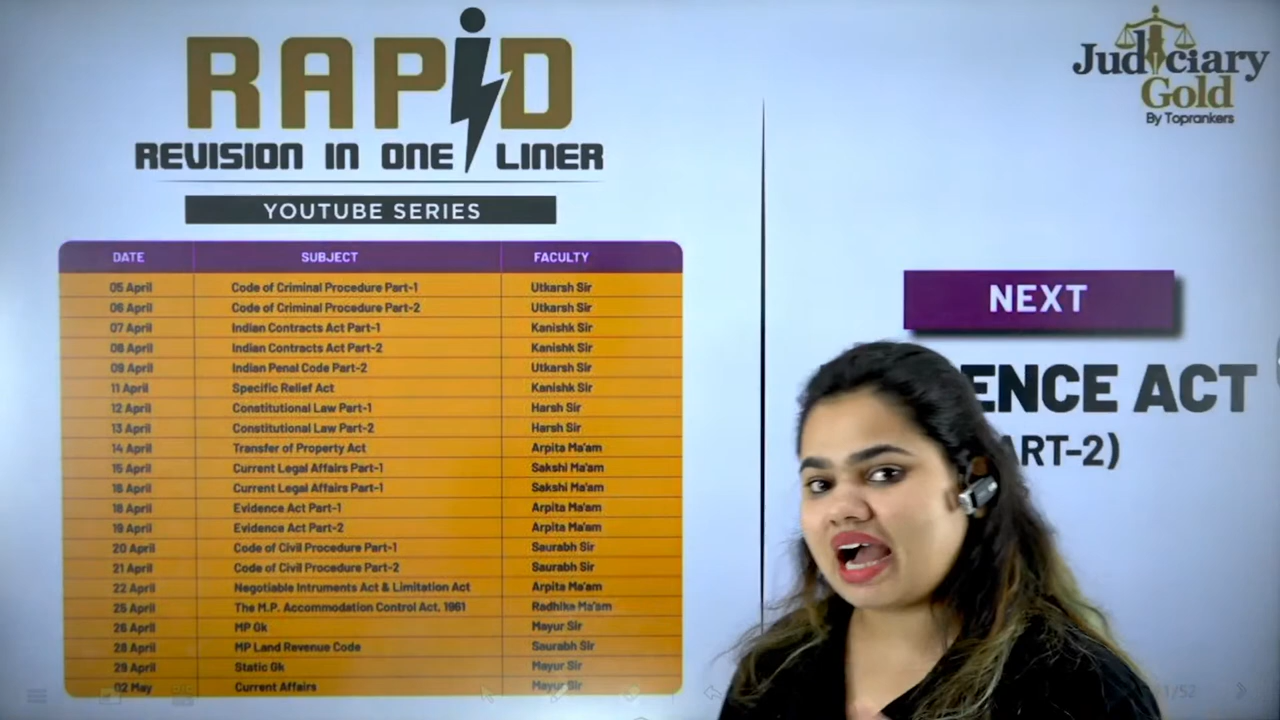 RAPiD
REVISION IN ONE LINER
YOUTUBE SERIES
DATE SUBJECT FACULTY
05 April Code of Criminal Procedure Part-1 Utkarsh Sir
06 April Code of Criminal Procedure Part-2 Utkarsh Sir
07 April Indian Contracts Act Part-1 Kanishk Sir
08 April Indian Contracts Act Part-2 Kanishk Sir
09 April Indian Penal Code Part-2 Utkarsh Sir
11 April Specific Relief Act Kanishk Sir
12 April Constitutional Law Part-1 Harsh Sir
13 April Constitutional Law Part-2 Harsh Sir
14 April Transfer of Property Act Arpita Ma'am
15 April Current Legal Affairs Part-1 Sakshi Ma'am
16 April Current Legal Affairs Part-1 Sakshi Ma'am
18 April Evidence Act Part-1 Arpita Ma'am
19 April Evidence Act Part-2 Arpita Ma'am
20 April Code of Civil Procedure Part-1 Saurabh Sir
21 April Code of Civil Procedure Part-2 Saurabh Sir
22 April Negotiable Intruments Act & Limitation Act Arpita Ma'am
25 April The M.P. Accommodation Control Act, 1961 Radhika Ma'am
26 April MP Gk Mayur Sir
28 April MP Land Revenue Code Saurabh Sir
29 April Static Gk Mayur Sir
02 May Current Affairs Mayur Sir
Judiciary
Gold
By Toprankers
NEXT
ENCE ACT
ART-2)
1/52